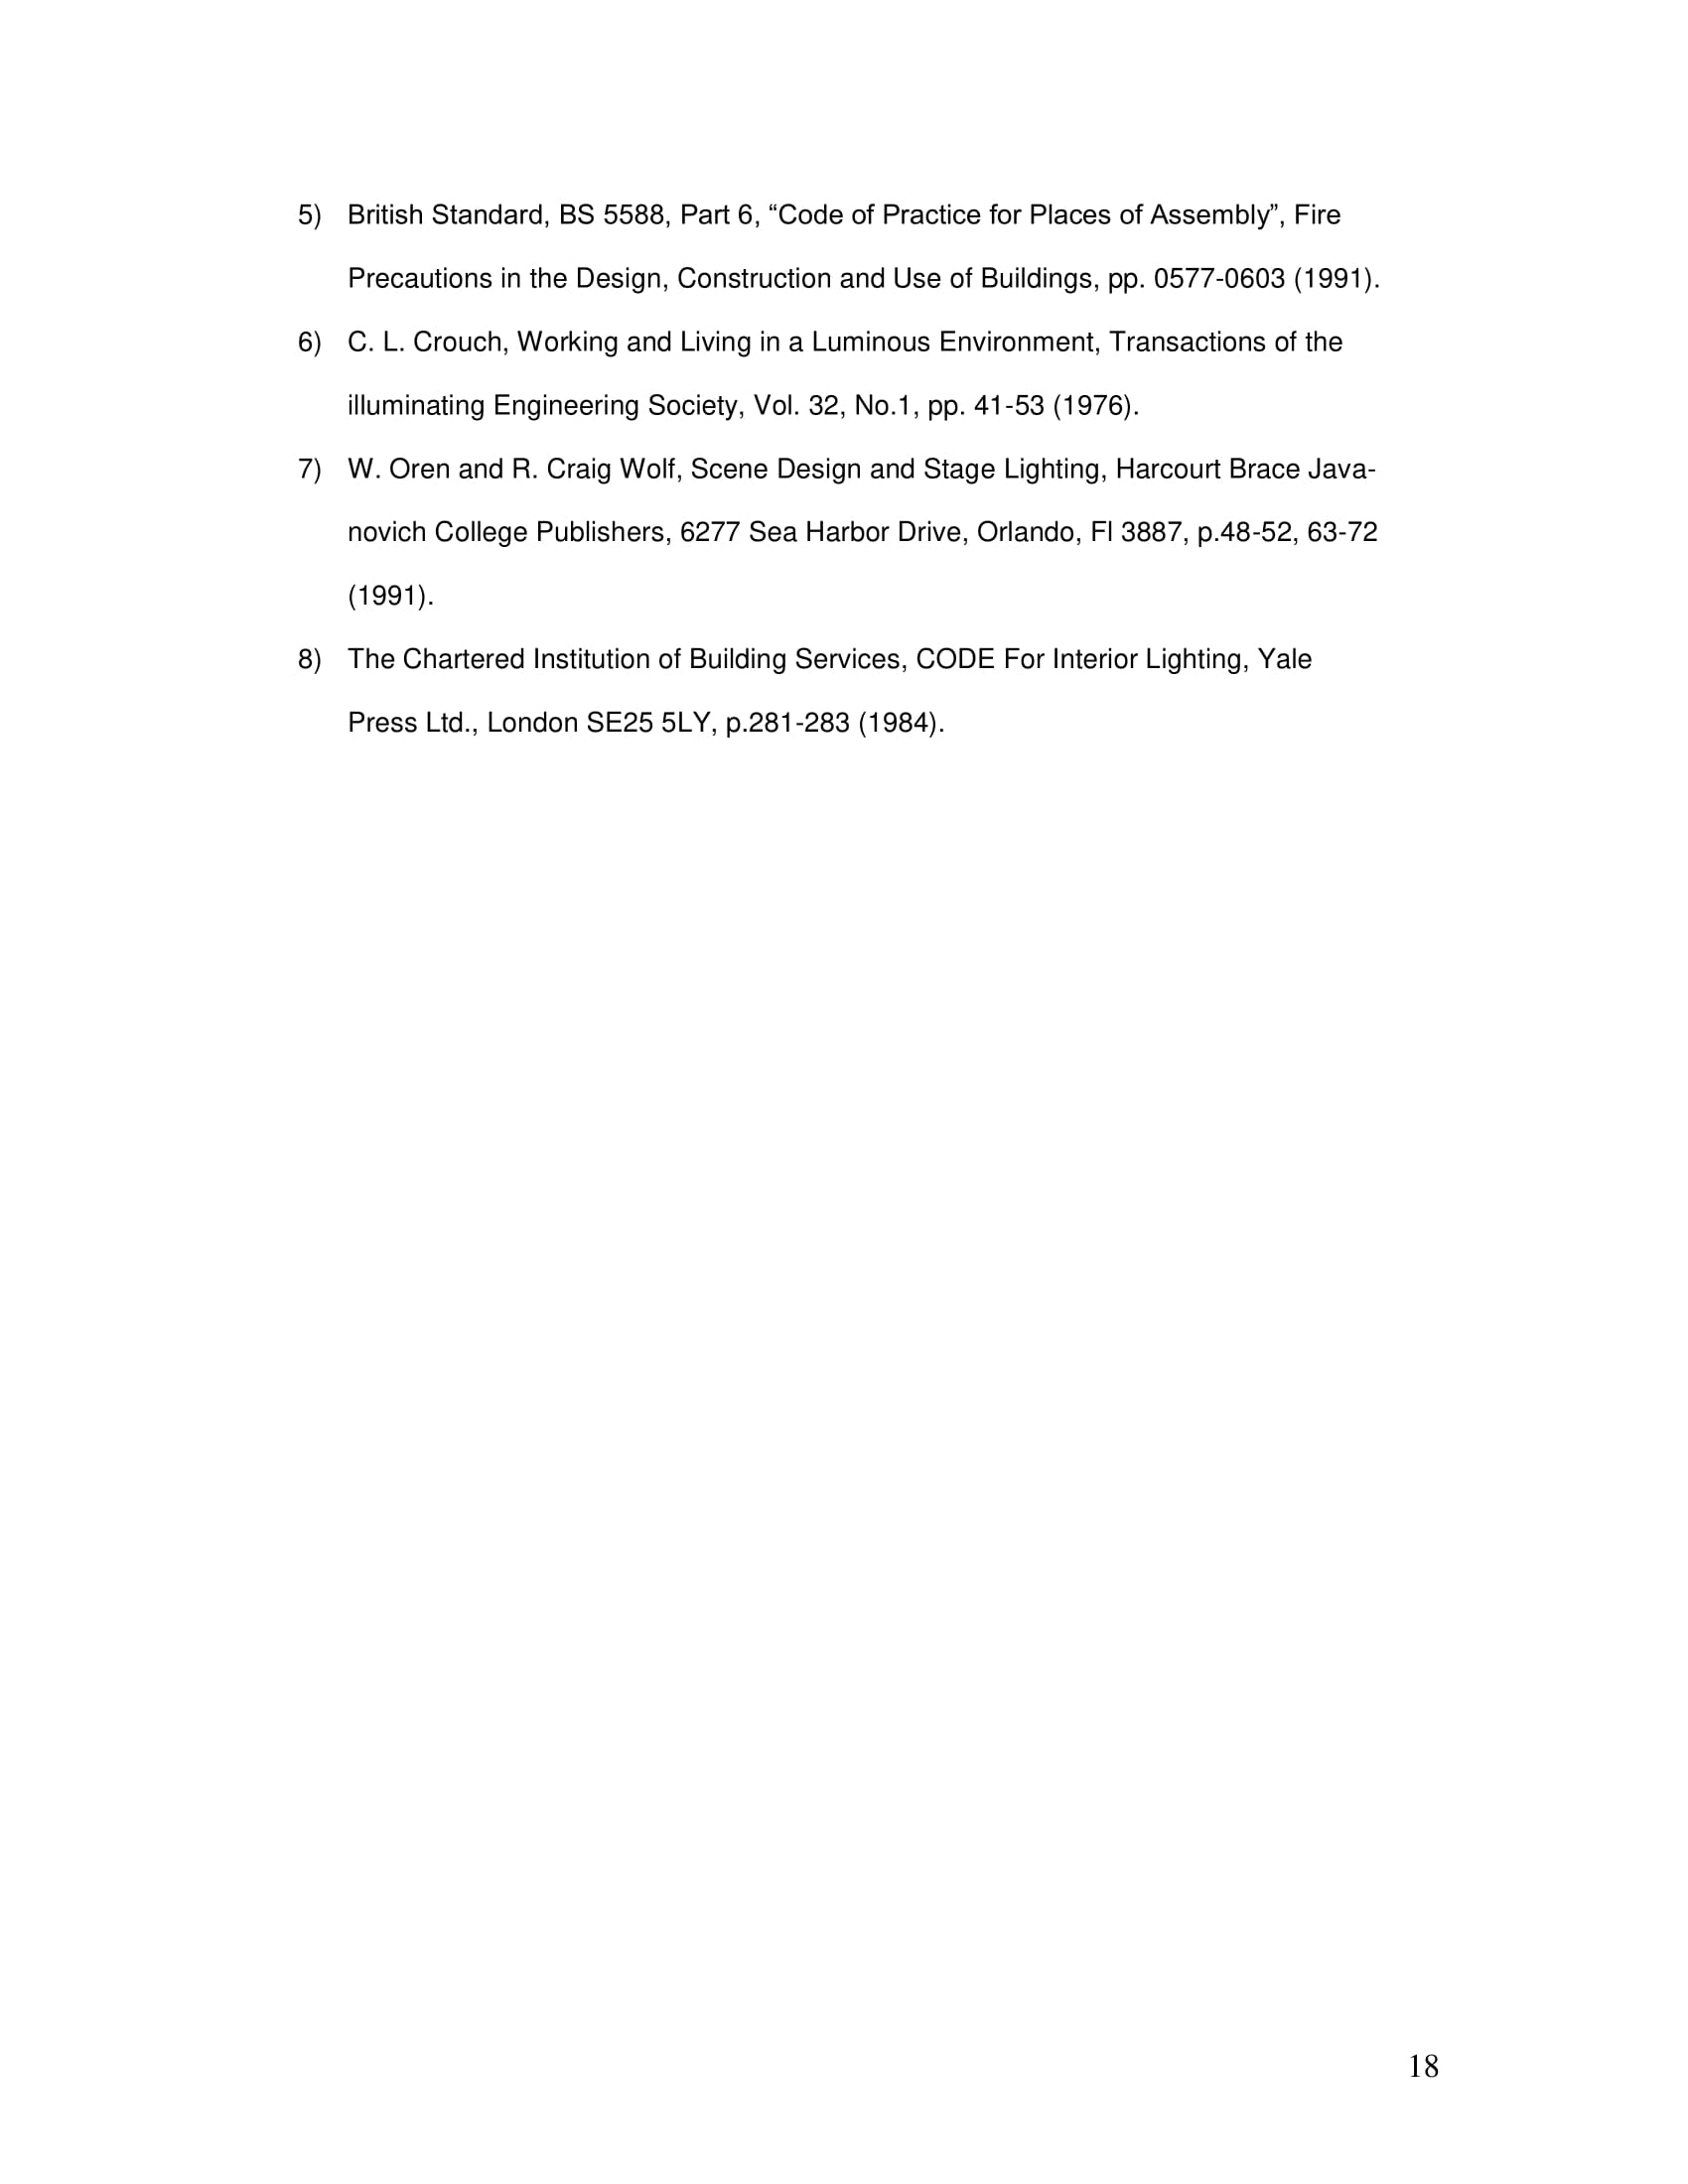 5) British Standard, BS 5588, Part 6, “Code of Practice for Places of Assembly”, Fire
Precautions in the Design, Construction and Use of Buildings, pp. 0577-0603 (1991).
6) C. L. Crouch, Working and Living in a Luminous Environment, Transactions of the
illuminating Engineering Society, Vol. 32, No.1, pp. 41-53 (1976).
7) W. Oren and R. Craig Wolf, Scene Design and Stage Lighting, Harcourt Brace Java-
novich College Publishers, 6277 Sea Harbor Drive, Orlando, Fl 3887, p.48-52, 63-72
(1991).
8) The Chartered Institution of Building Services, CODE For Interior Lighting, Yale
Press Ltd., London SE25 5LY, p.281-283 (1984).
18